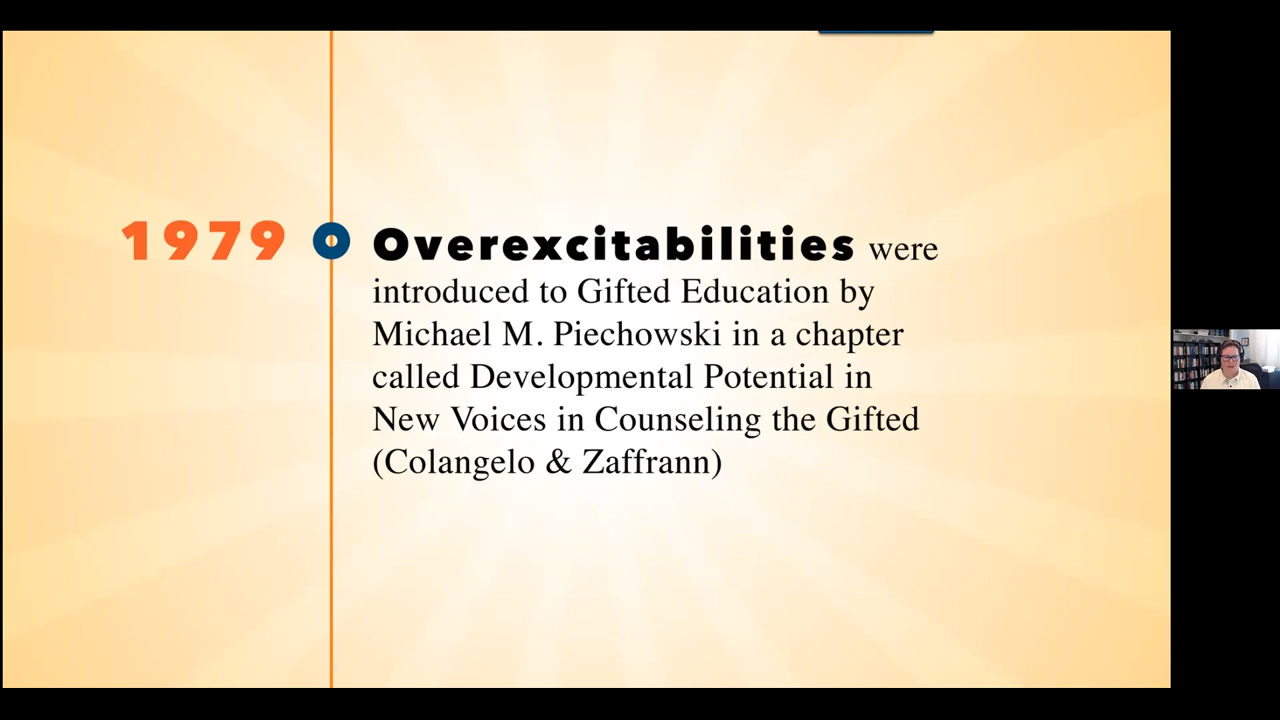 1979
Overexcitabilities were
introduced to Gifted Education by
Michael M. Piechowski in a chapter
called Developmental Potential in
New Voices in Counseling the Gifted
(Colangelo & Zaffrann)